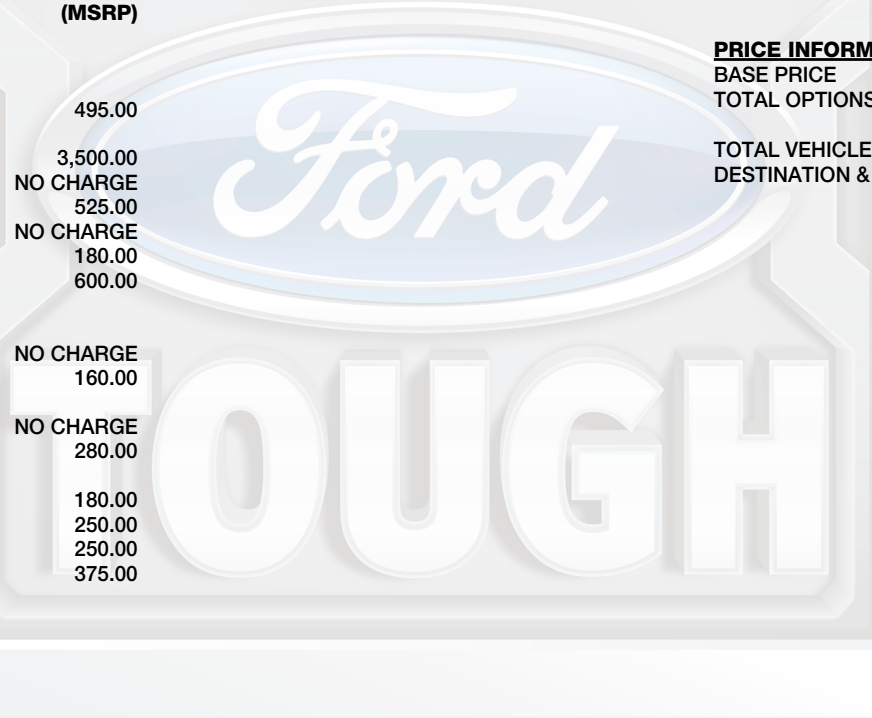 (MSRP)
495.00
3,500.00
NO CHARGE
525.00
NO CHARGE
180.00
600.00
NO CHARGE
160.00
NO CHARGE
280.00
180.00
250.00
250.00
375.00
PRICE INFORM
BASE PRICE
TOTAL OPTIONS
TOTAL VEHICLE
DESTINATION &
Ford
TOUGH